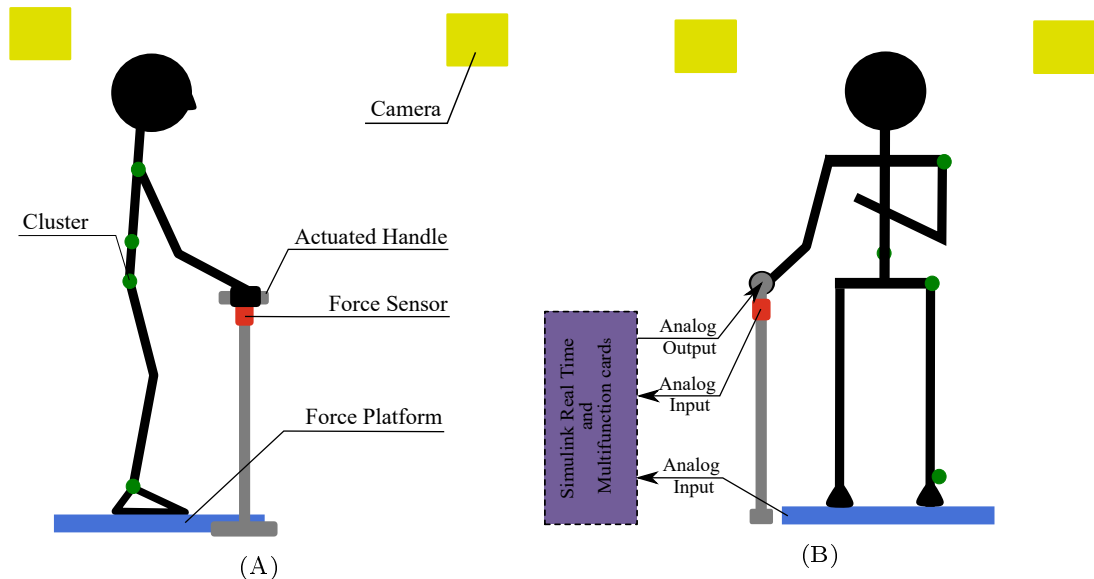 Camera
Cluster
Actuated Handle
Force Sensor
Force Platform
(A)
Analog
Output
Analog
Input
Analog
Input
Simulink Real Time
and
Multifunction cards
(B)